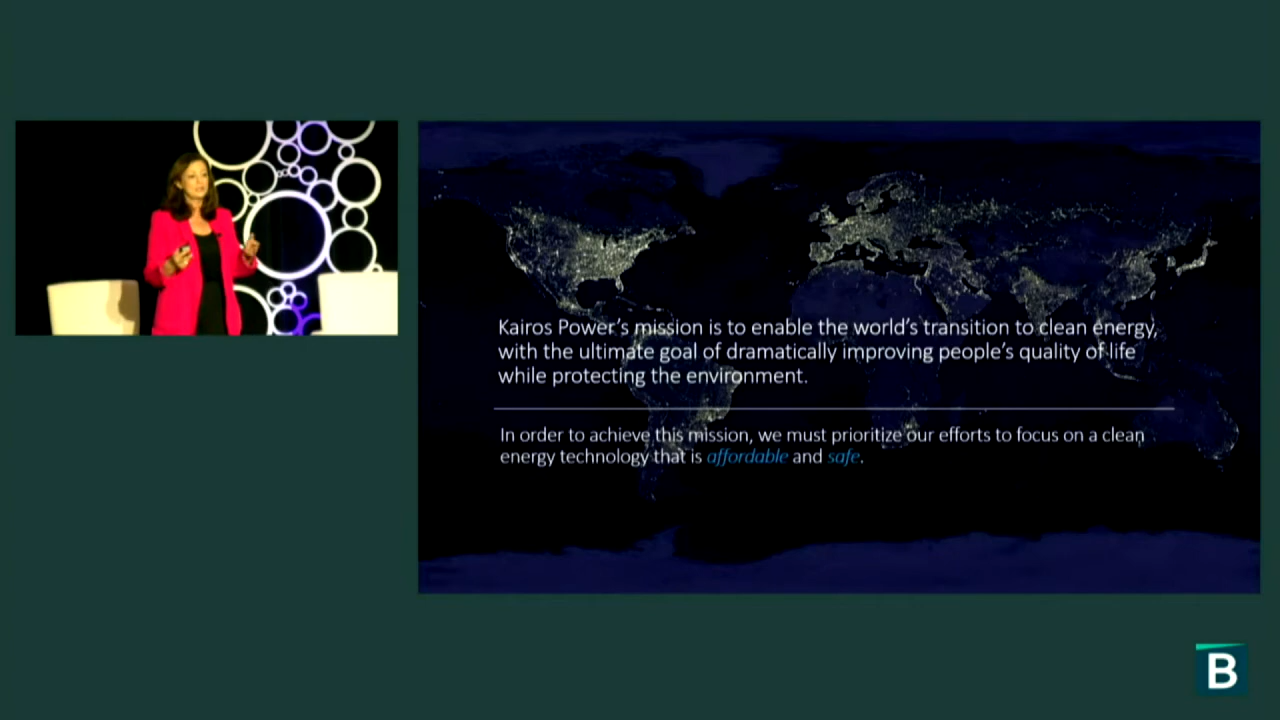 Kairos Power’s mission is to enable the world’s transition to clean energy,
with the ultimate goal of dramatically improving people’s quality of life
while protecting the environment.
In order to achieve this mission, we must prioritize our efforts to focus on a clean
energy technology that is affordable and safe.
B